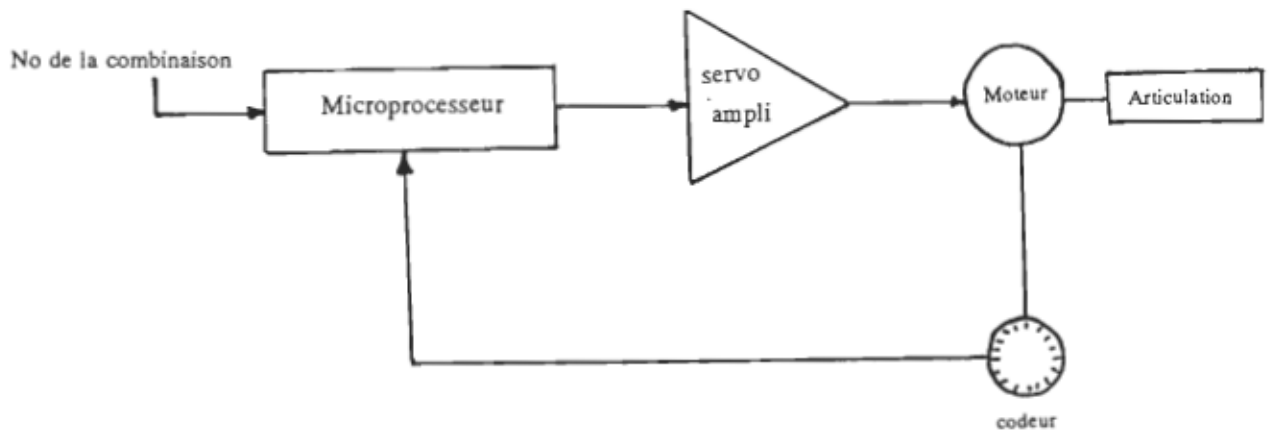 No de la combinaison
Microprocesseur
servo
ampli
Moteur
Articulation
codeur